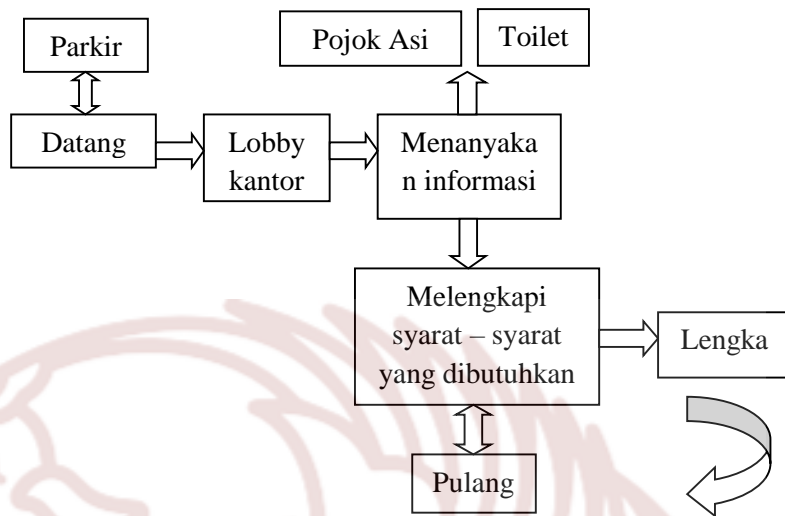 Parkir
Pojok Asi
Toilet
Datang
Lobby
kantor
Menanyaka
n informasi
Melengkapi
syarat – syarat
yang dibutuhkan
Lengka
Pulang